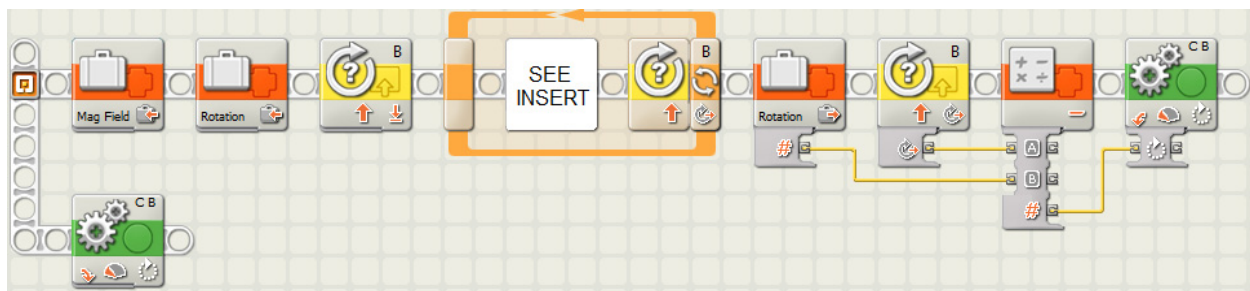 B
B
C B
Mag Field
Rotation
SEE
INSERT
B
Rotation
B
+ −
× ÷
A
B
#
#
C B